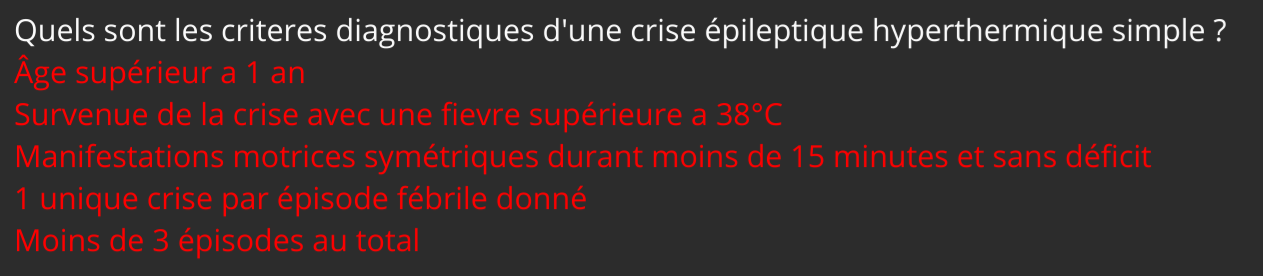 Quels sont les criteres diagnostiques d'une crise épileptique hyperthermique simple ?
Âge supérieur a 1 an
Survenue de la crise avec une fievre supérieure a 38°C
Manifestations motrices symétriques durant moins de 15 minutes et sans déficit
1 unique crise par épisode fébrile donné
Moins de 3 épisodes au total